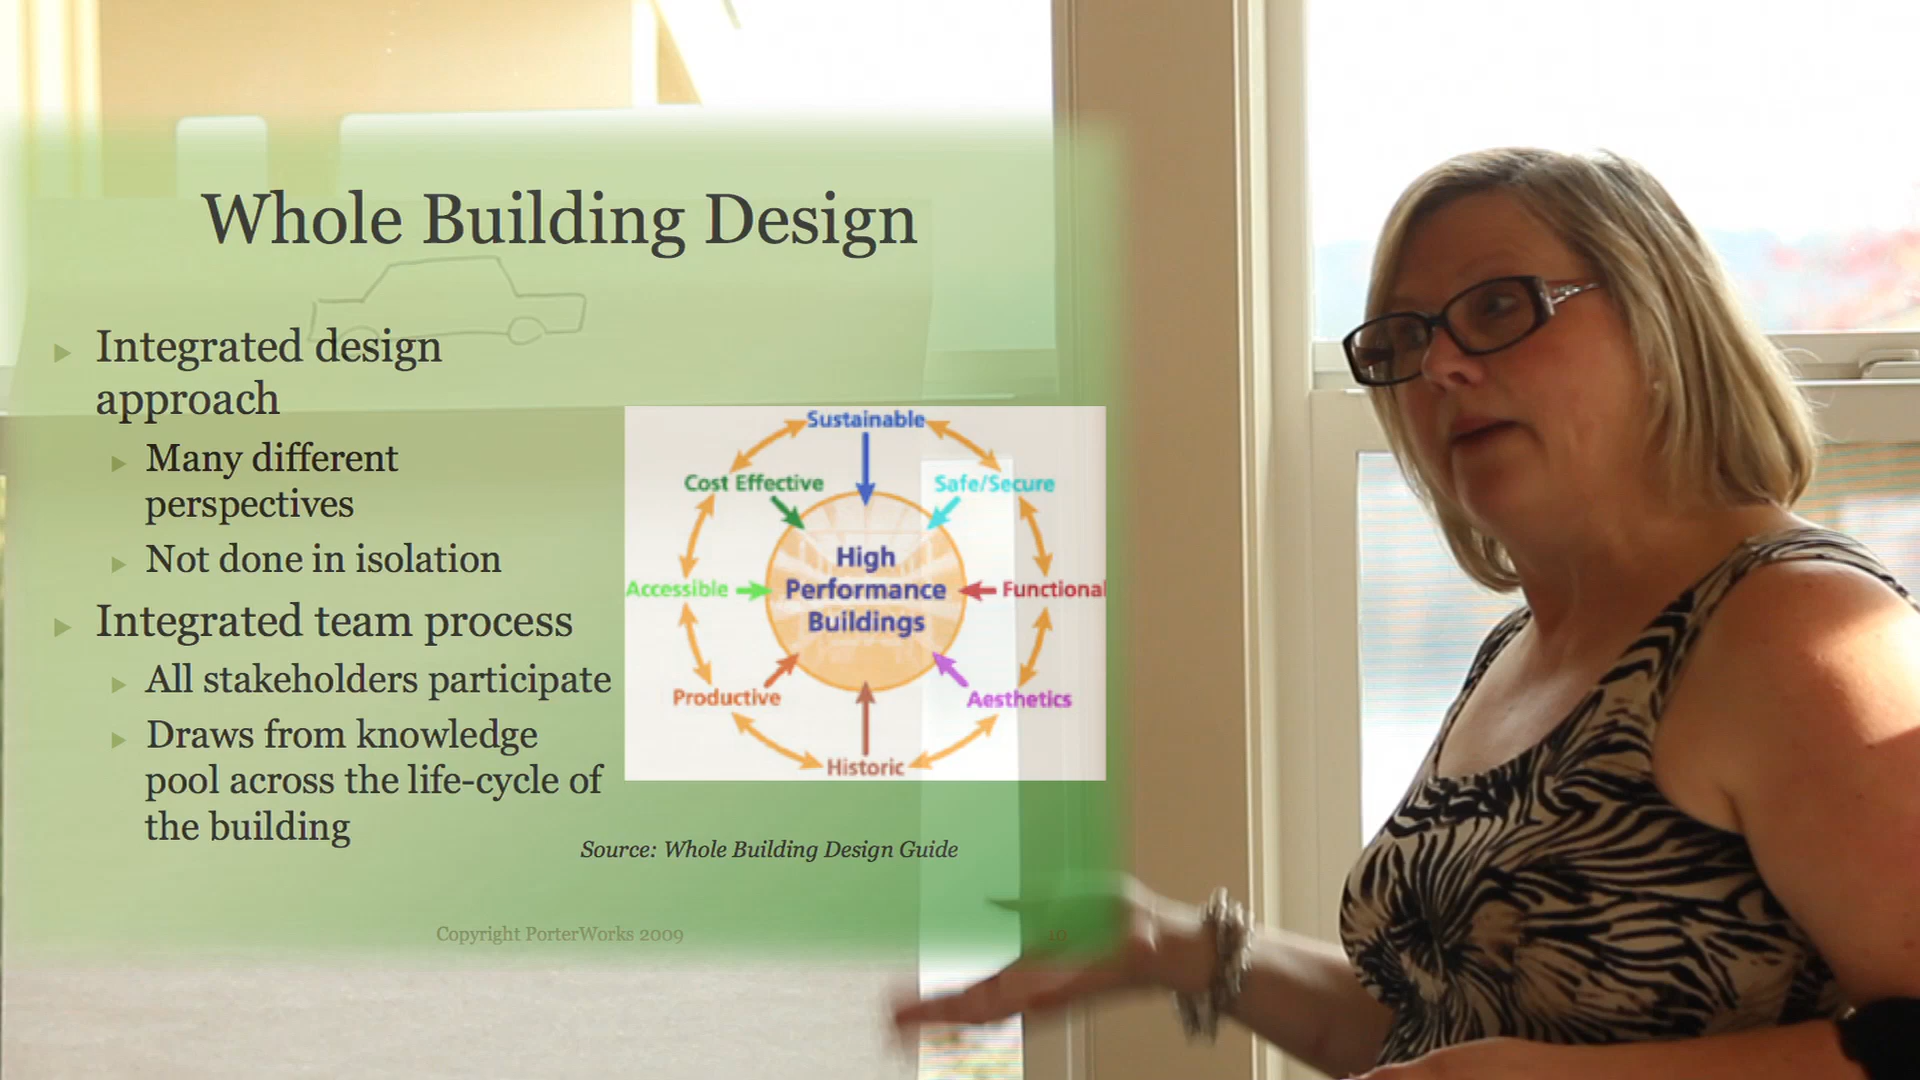 Whole Building Design
Integrated design
approach
Many different
perspectives
Not done in isolation
Integrated team process
All stakeholders participate
Draws from knowledge
pool across the life-cycle of
the building
Sustainable
Cost Effective
Safe/Secure
High
Performance
Buildings
Accessible
Functional
Productive
Aesthetics
Historic
Source: Whole Building Design Guide
Copyright PorterWorks 2009
10